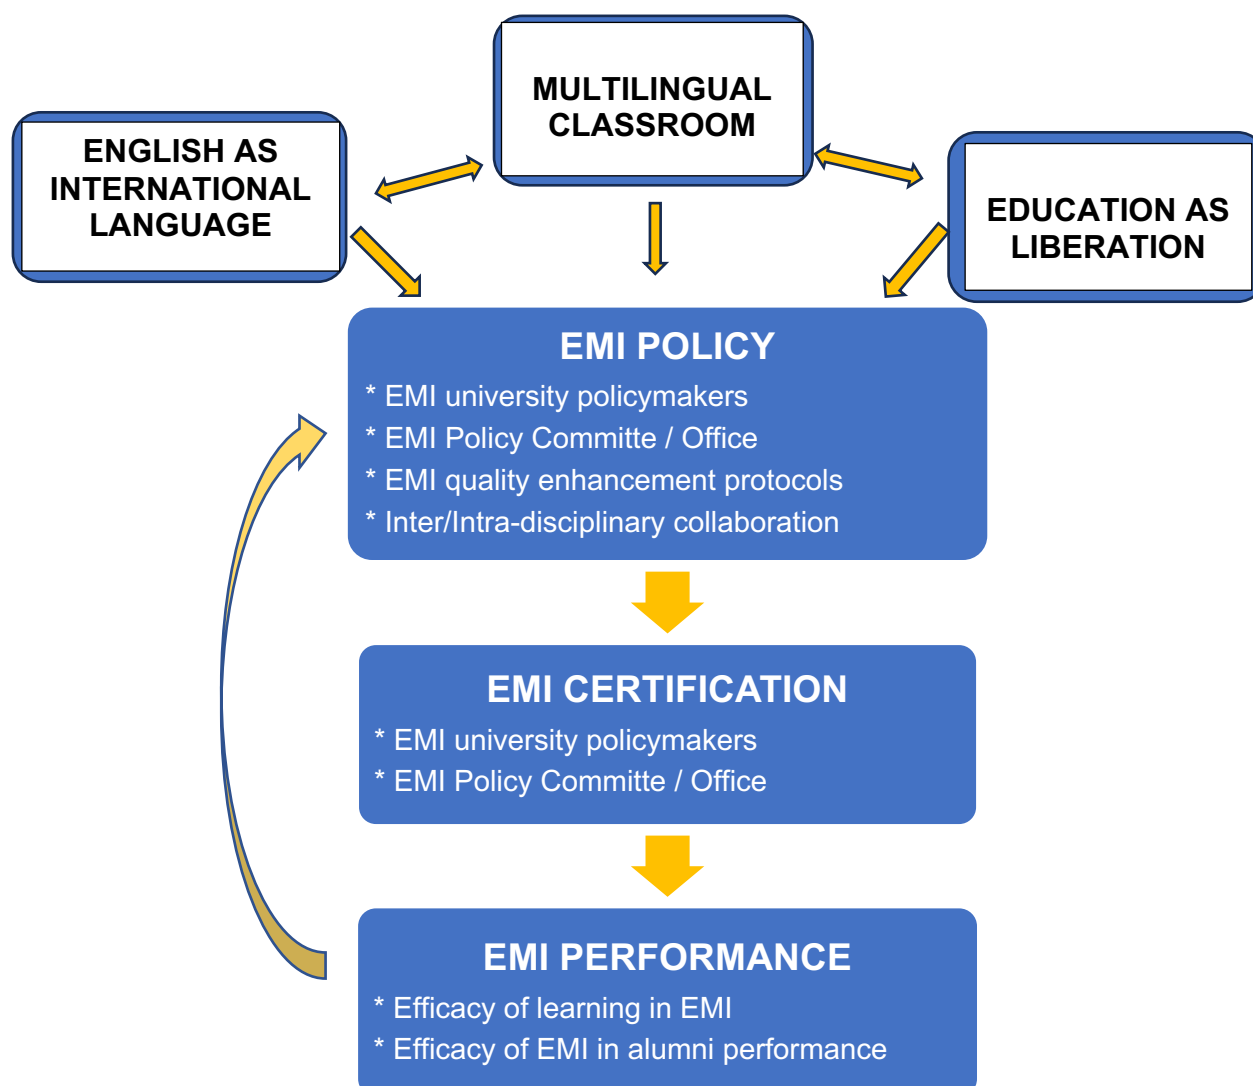 MULTILINGUAL
CLASSROOM
ENGLISH AS
INTERNATIONAL
LANGUAGE
EDUCATION AS
LIBERATION
EMI POLICY
* EMI university policymakers
* EMI Policy Committe / Office
* EMI quality enhancement protocols
* Inter/Intra-disciplinary collaboration
EMI CERTIFICATION
* EMI university policymakers
* EMI Policy Committe / Office
EMI PERFORMANCE
* Efficacy of learning in EMI
* Efficacy of EMI in alumni performance